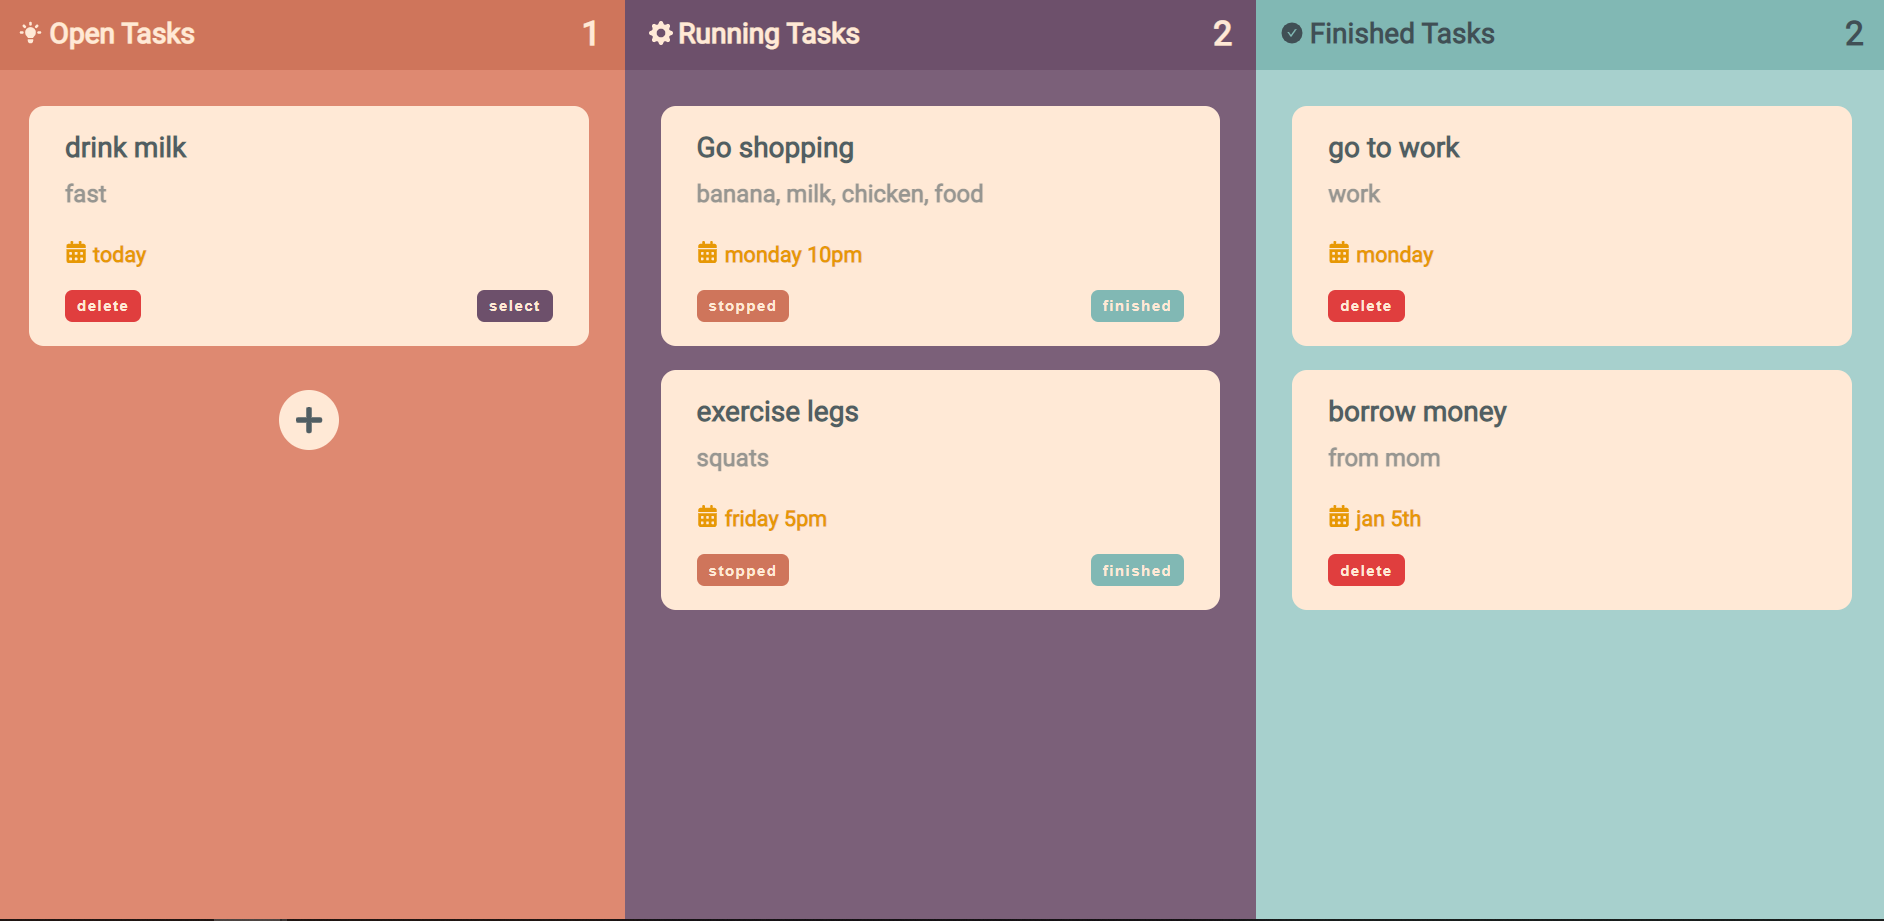 Open Tasks 1
drink milk
fast
today
delete select
Running Tasks 2
Go shopping
banana, milk, chicken, food
monday 10pm
stopped finished
exercise legs
squats
friday 5pm
stopped finished
Finished Tasks 2
go to work
work
monday
delete
borrow money
from mom
jan 5th
delete